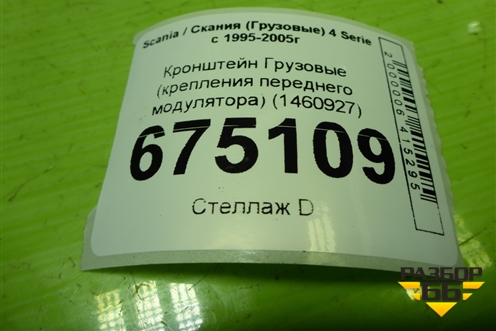 Scania / Скания (Грузовые) 4 Serie
с 1995-2005г
Кронштейн Грузовые
(крепления переднего
модулятора) (1460927)
675109
Стеллаж D
2000006415295
РАЗБОР
66